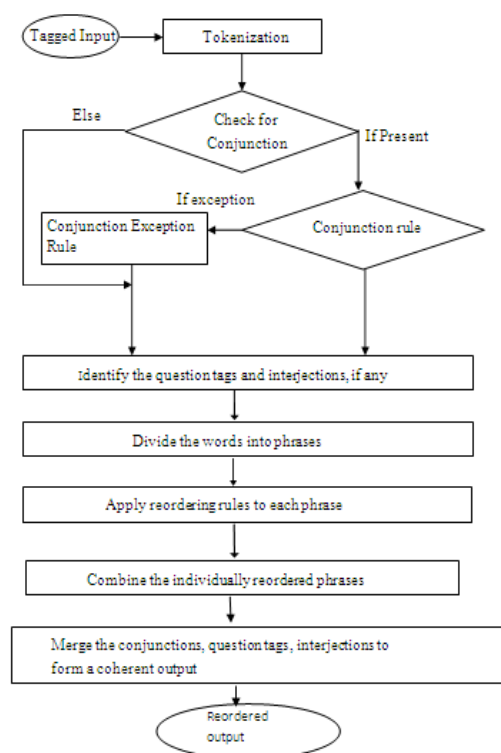 Tagged Input
Tokenization
Else
Check for
Conjunction
If Present
If exception
Conjunction Exception
Rule
Conjunction rule
Identify the question tags and interjections, if any
Divide the words into phrases
Apply reordering rules to each phrase
Combine the individually reordered phrases
Merge the conjunctions, question tags, interjections to
form a coherent output
Reordered
output